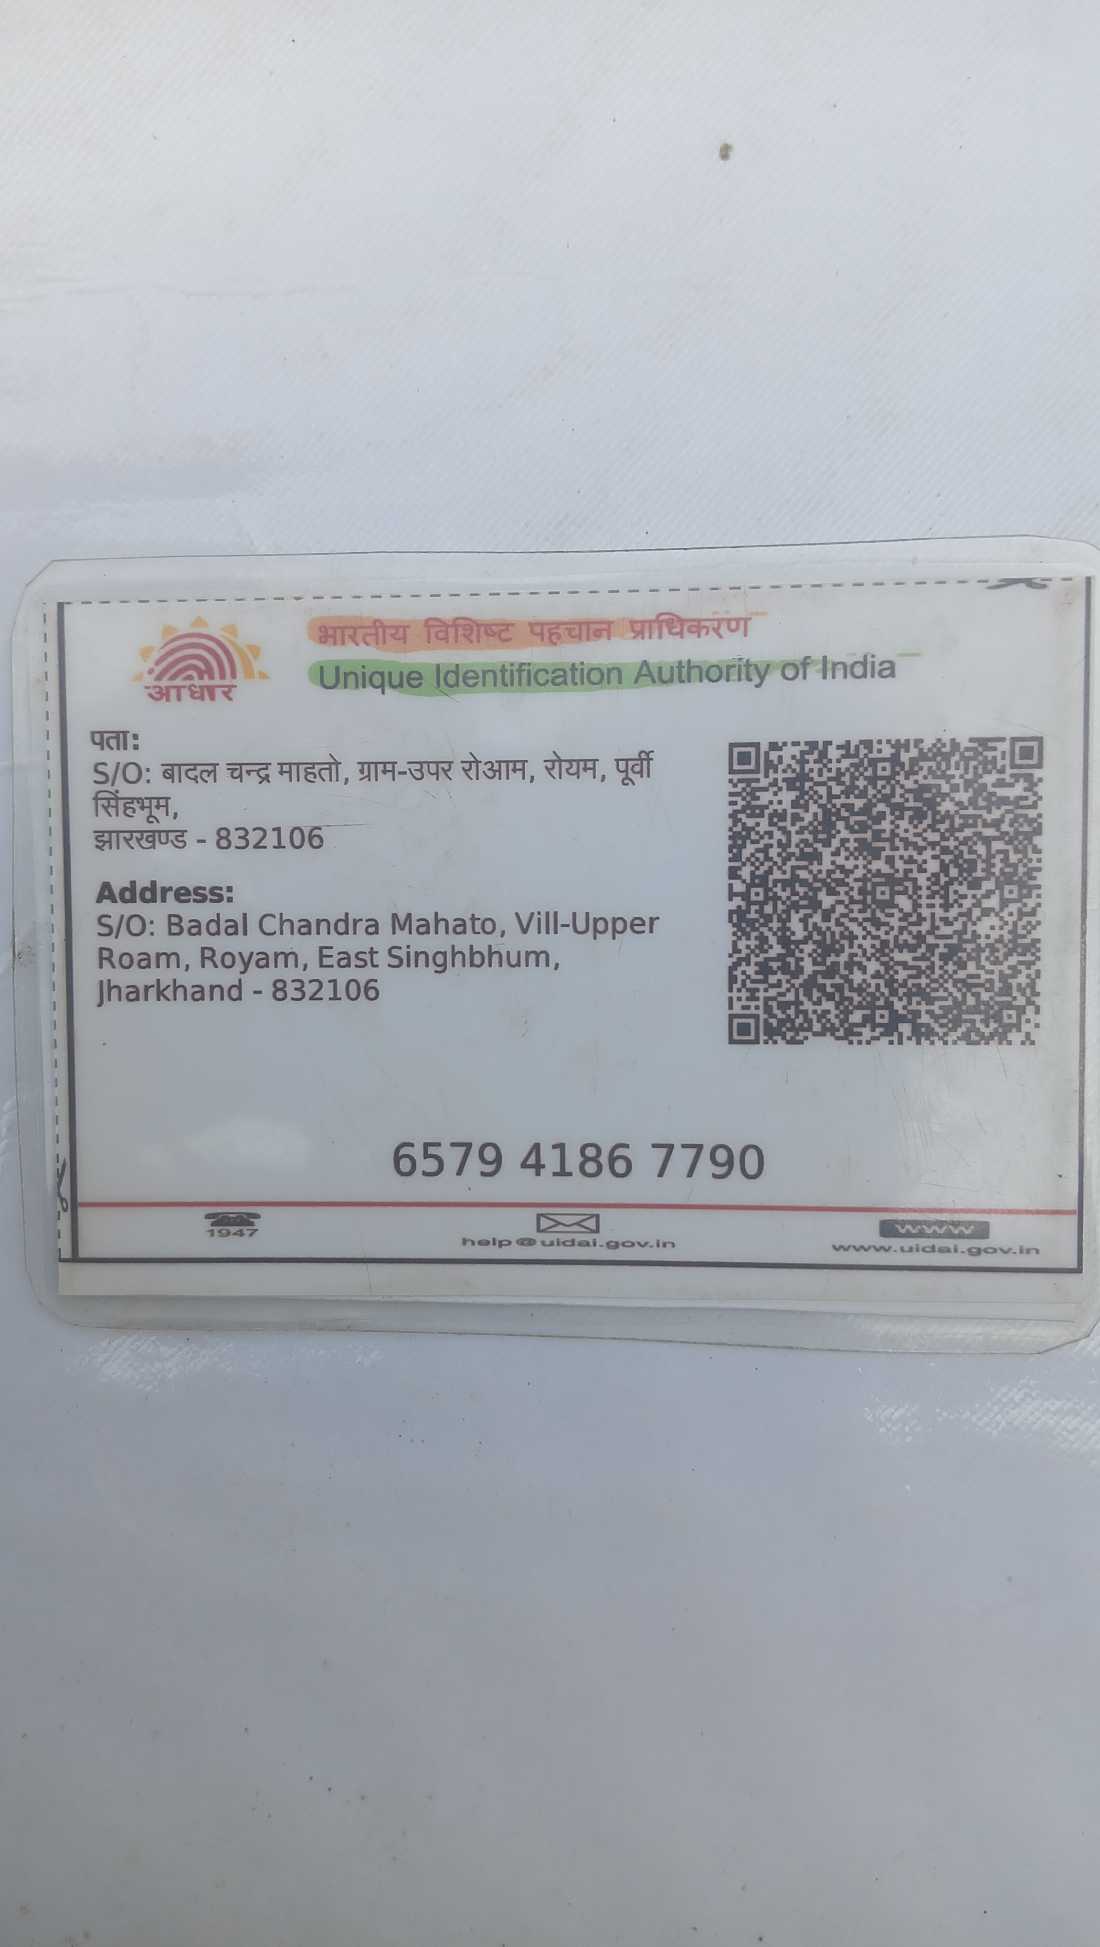 आधार
भारतीय विशिष्ट पहचान प्राधिकरण
Unique Identification Authority of India
पता:
S/O: बादल चन्द्र माहतो, ग्राम-उपर रोआम, रोयम, पूर्वी
सिंहभूम,
झारखण्ड - 832106
Address:
S/O: Badal Chandra Mahato, Vill-Upper
Roam, Royam, East Singhbhum,
Jharkhand - 832106
6579 4186 7790
1947
help@uidai.gov.in
www
www.uidai.gov.in